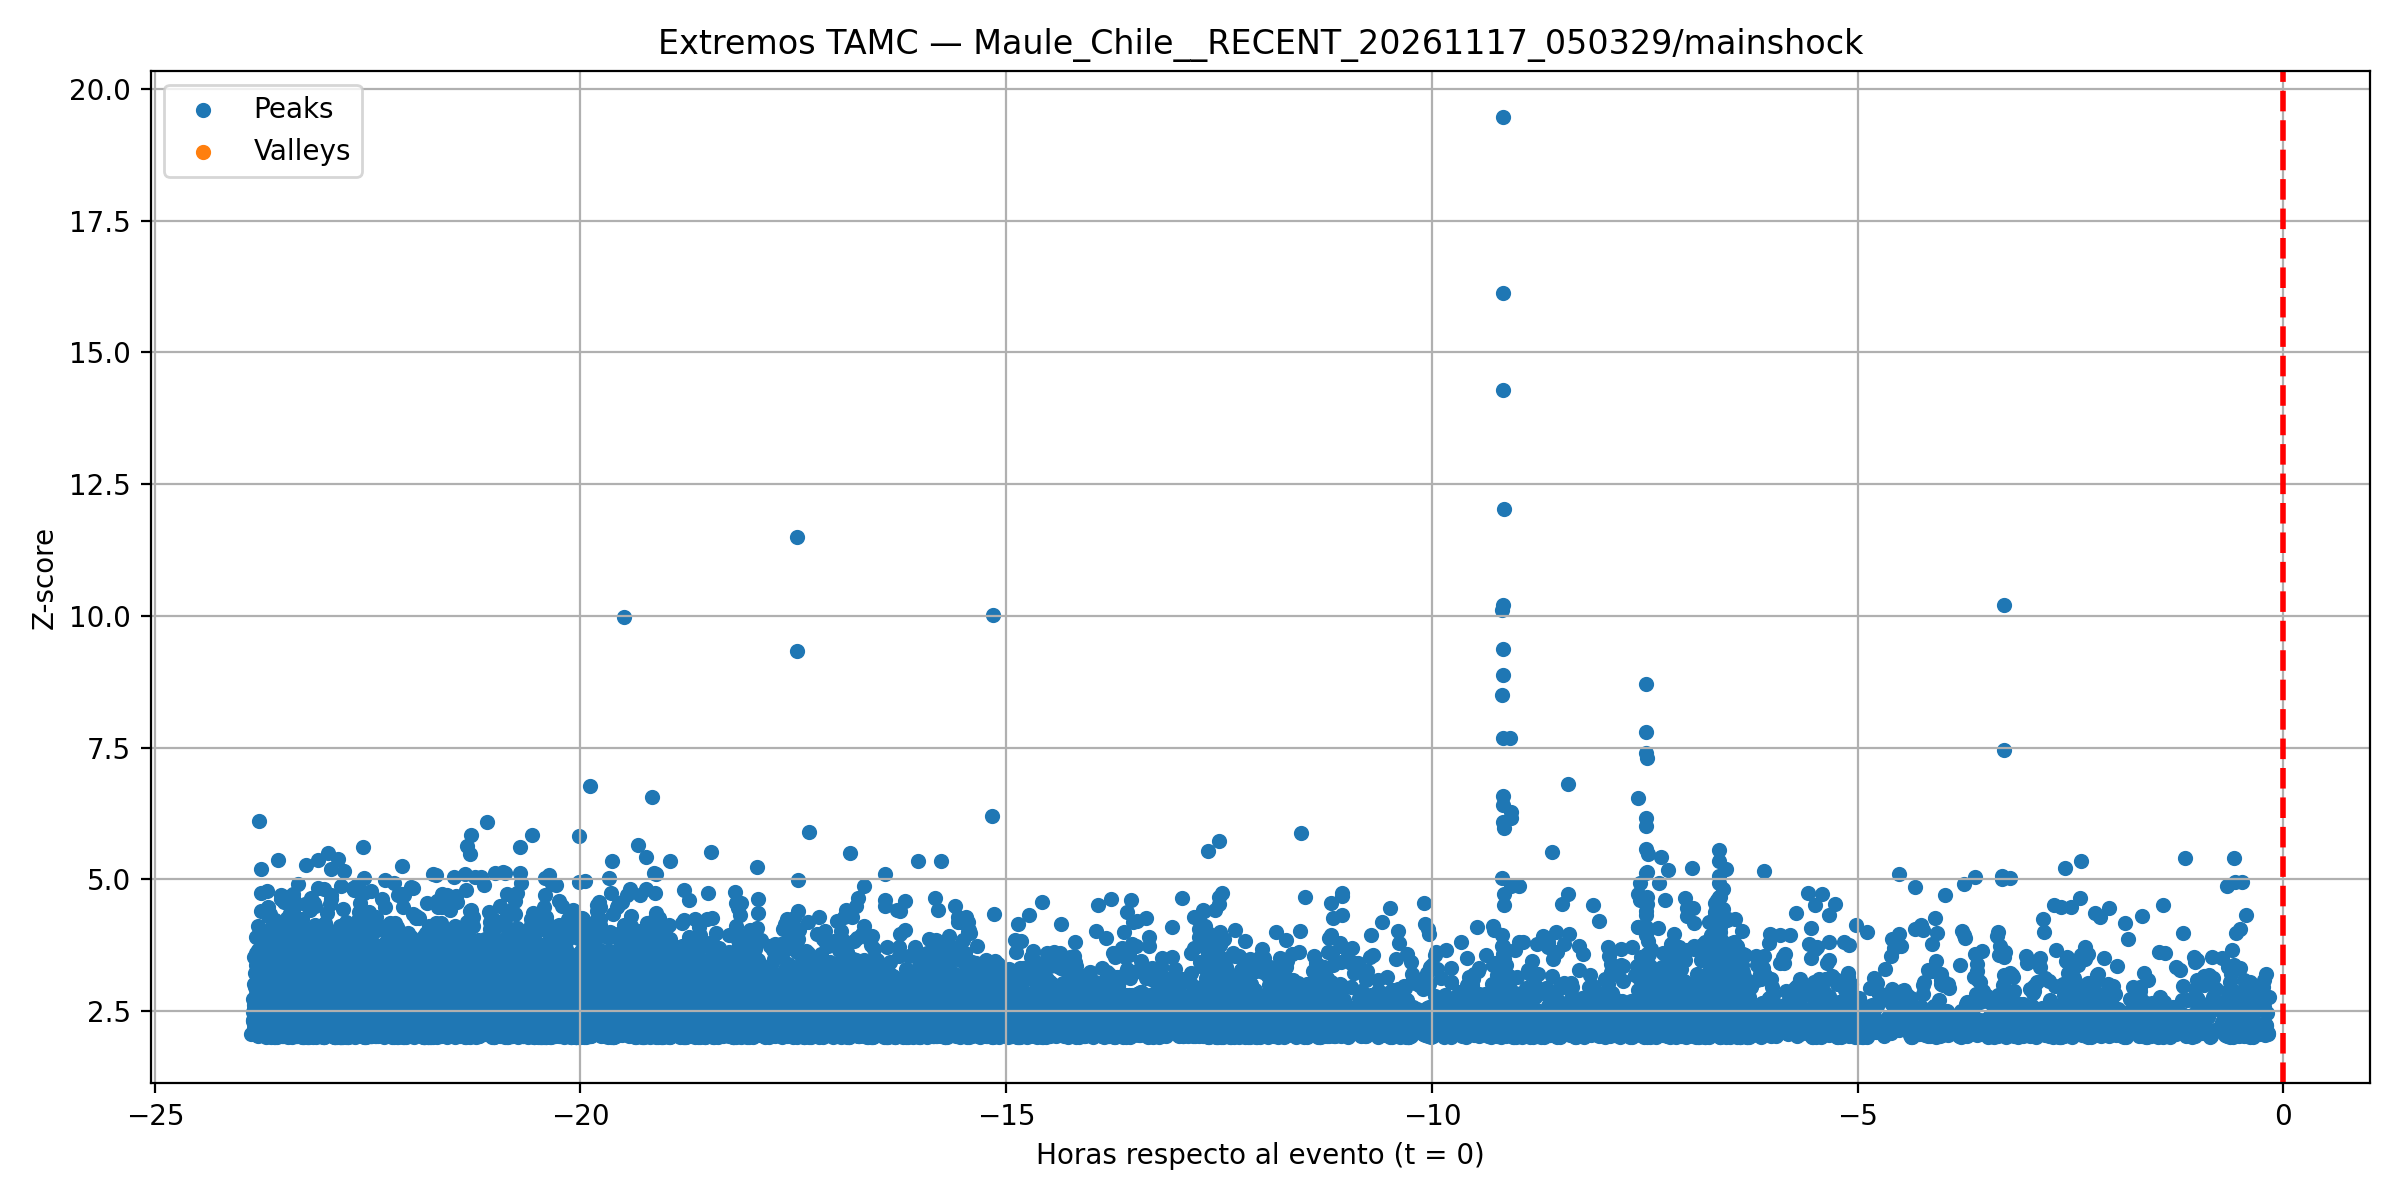 Extremos TAMC — Maule_Chile__RECENT_20261117_050329/mainshock
Peaks
Valleys
Z-score
20.0
17.5
15.0
12.5
10.0
7.5
5.0
2.5
−25 −20 −15 −10 −5 0
Horas respecto al evento (t = 0)